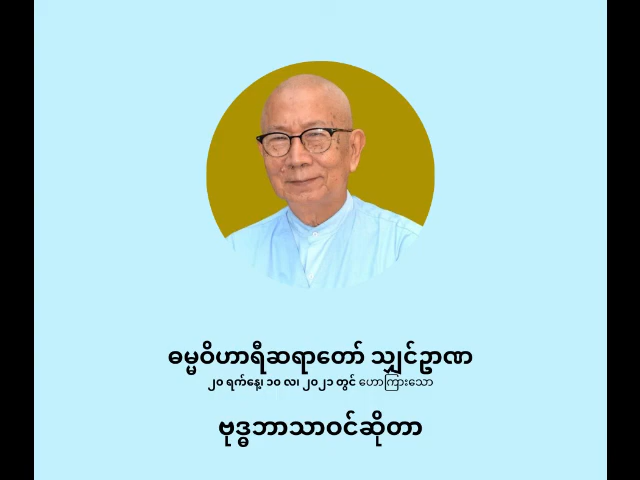 ဓမ္မဝိဟာရီဆရာတော် သျှင်ဥာဏ
၂၀ ရက်နေ့၊ ၁၀ လ၊ ၂၀၂၁ တွင် ဟောကြားသော
ဗုဒ္ဓဘာသာဝင်ဆိုတာ